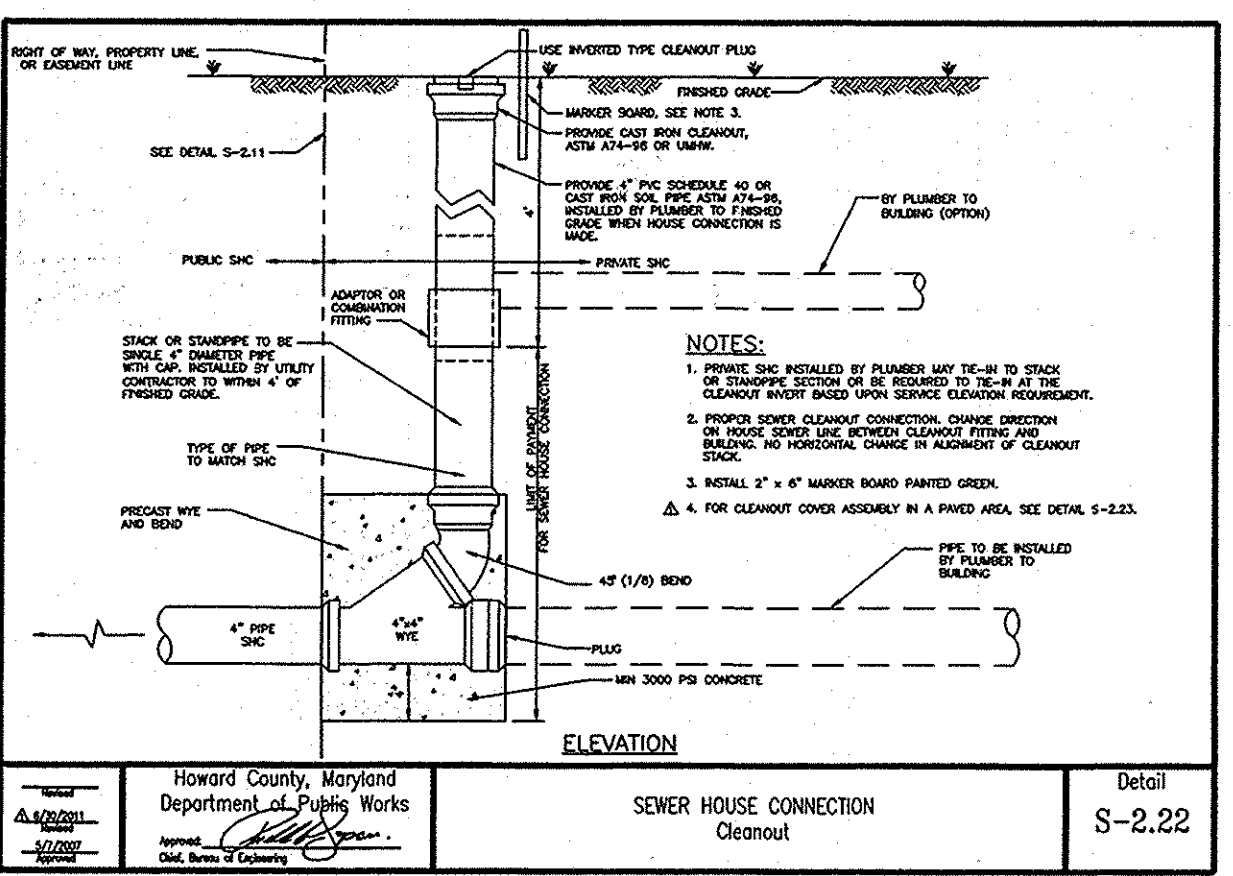 RIGHT OF WAY, PROPERTY LINE,
OR EASEMENT LINE
USE INVERTED TYPE CLEANOUT PLUG
FINISHED GRADE
MARKER BOARD, SEE NOTE 3.
PROVIDE CAST IRON CLEANOUT,
ASTM A74-96 OR UMHW.
SEE DETAIL S-2.11
PROVIDE 4" PVC SCHEDULE 40 OR
CAST IRON SOIL PIPE ASTM A74-96,
INSTALLED BY PLUMBER TO FINISHED
GRADE WHEN HOUSE CONNECTION IS
MADE.
BY PLUMBER TO
BUILDING (OPTION)
PUBLIC SHC
PRIVATE SHC
ADAPTOR OR
COMBINATION
FITTING
STACK OR STANDPIPE TO BE
SINGLE 4" DIAMETER PIPE
WITH CAP. INSTALLED BY UTILITY
CONTRACTOR TO WITHIN 4' OF
FINISHED GRADE.
TYPE OF PIPE
TO MATCH SHC
LIMIT OF PAYMENT
FOR SEWER HOUSE CONNECTION
NOTES:
1. PRIVATE SHC INSTALLED BY PLUMBER MAY TIE-IN TO STACK
OR STANDPIPE SECTION OR BE REQUIRED TO TIE-IN AT THE
CLEANOUT INVERT BASED UPON SERVICE ELEVATION REQUIREMENT.
2. PROPER SEWER CLEANOUT CONNECTION. CHANGE DIRECTION
ON HOUSE SEWER LINE BETWEEN CLEANOUT FITTING AND
BUILDING. NO HORIZONTAL CHANGE IN ALIGNMENT OF CLEANOUT
STACK.
3. INSTALL 2" x 6" MARKER BOARD PAINTED GREEN.
4. FOR CLEANOUT COVER ASSEMBLY IN A PAVED AREA, SEE DETAIL S-2.23.
PRECAST WYE
AND BEND
PIPE TO BE INSTALLED
BY PLUMBER TO
BUILDING
45° (1/8) BEND
4" PIPE
SHC
4"x4"
WYE
PLUG
MIN 3000 PSI CONCRETE
ELEVATION
Revised
6/30/2011
Revised
5/7/2007
Approved
Howard County, Maryland
Department of Public Works
Approved:
Chief, Bureau of Engineering
SEWER HOUSE CONNECTION
Cleanout
Detail
S-2.22